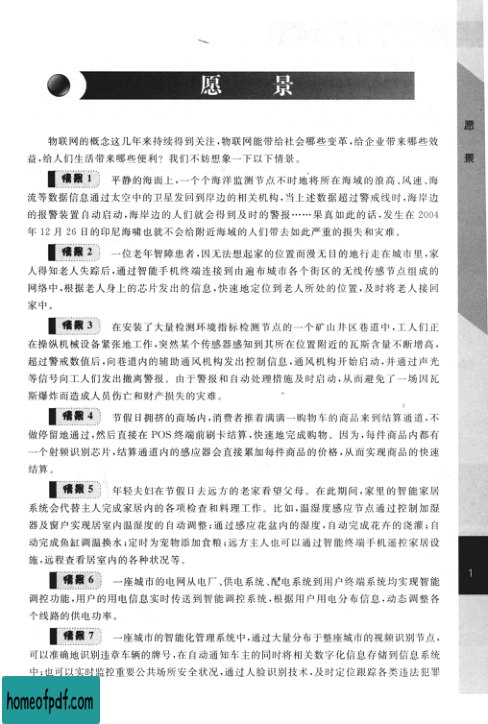 愿 景
物联网的概念这几年来持续得到关注,物联网能带给社会哪些变革,给企业带来哪些效
益,给人们生活带来哪些便利? 我们不妨想象一下以下情景。
情景 1 平静的海面上,一个个海洋监测节点不时地将所在海域的浪高、风速、海
流等数据信息通过太空中的卫星发回到岸边的相关机构,当上述数据超过警戒线时,海岸边
的报警装置自动启动,海岸边的人们就会得到及时的警报……果真如此的话,发生在 2004
年 12 月 26 日的印尼海啸也就不会给附近海域的人们带去如此严重的损失和灾难。
情景 2 一位老年智障患者,因无法想起家的位置而漫无目的地行走在城市里,家
人得知老人失踪后,通过智能手机终端连接到由遍布城市各个街区的无线传感节点组成的
网络中,根据老人身上的芯片发出的信息,快速地定位到老人所处的位置,及时将老人接回
家中。
情景 3 在安装了大量检测环境指标检测节点的一个矿山井区巷道中,工人们正
在操纵机械设备紧张地工作,突然某个传感器感知到其所在位置附近的瓦斯含量不断增高,
超过警戒数值后,向巷道内的辅助通风机构发出控制信息,通风机构开始启动,并通过声光
等信号向工人们发出撤离警报。由于警报和自动处理措施及时启动,从而避免了一场因瓦
斯爆炸而造成人员伤亡和财产损失的灾难。
情景 4 节假日拥挤的商场内,消费者推着满满一购物车的商品来到结算通道,不
做停留地通过,然后直接在 POS 终端前刷卡结算,快速地完成购物。因为,每件商品内都有
一个射频识别芯片,结算通道内的感应器会直接累加每件商品的价格,从而实现商品的快速
结算。
情景 5 年轻夫妇在节假日去远方的老家看望父母。在此期间,家里的智能家居
系统会代替主人完成家居内的各项检查和料理工作。比如,温湿度感应节点通过控制加湿
器及窗户实现居室内温湿度的自动调整;通过感应花盆内的湿度,自动完成花卉的浇灌;自
动完成鱼缸调温换水;定时为宠物添加食粮;远方主人也可以通过智能终端手机遥控家居设
施,远程查看居室内的各种状况等。
情景 6 一座城市的电网从电厂、供电系统、配电系统到用户终端系统均实现智能
调控功能,用户的用电信息实时传送到智能调控系统,根据用户用电分布信息,动态调整各
个线路的供电功率。
情景 7 一座城市的智能化管理系统中,通过大量分布于整座城市的视频识别节点,
可以准确地识别违章车辆的牌号,在自动通知车主的同时将相关数字化信息存储到信息系统
中;也可以实时监控重要公共场所安全状况,通过人脸识别技术,及时定位跟踪各类违法犯罪
愿
景
1
homeofpdf.com